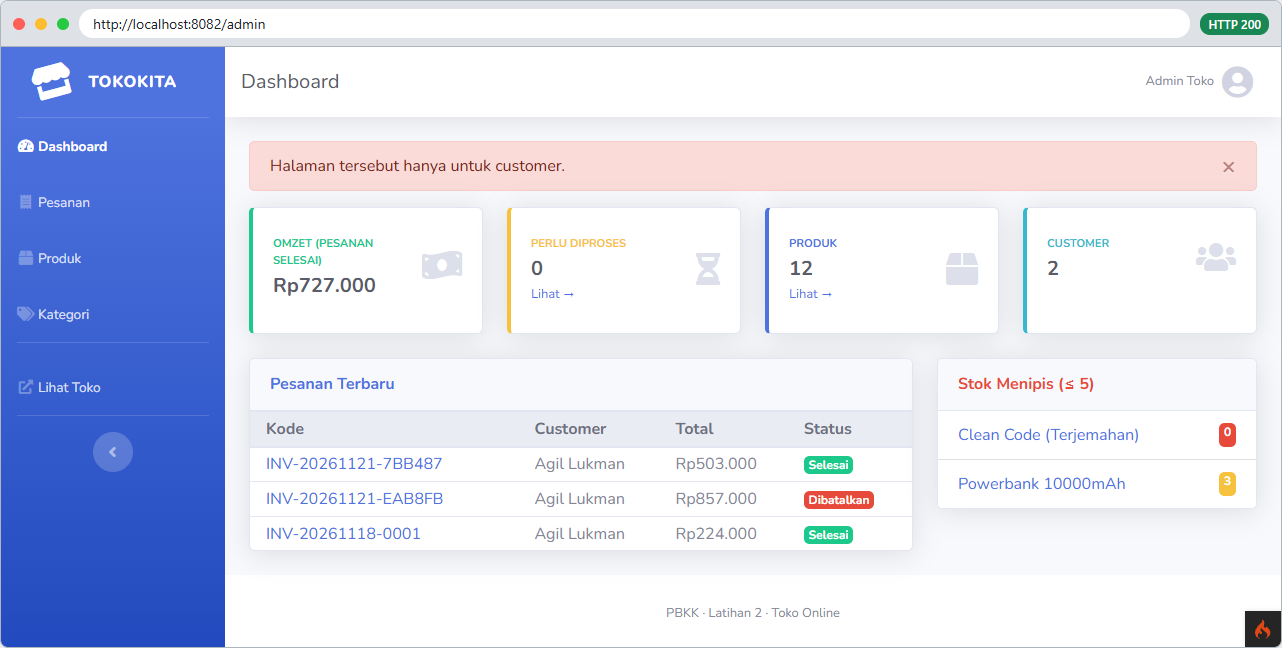 http://localhost:8082/admin
HTTP 200
TOKOKITA
Dashboard
Admin Toko
Dashboard
Pesanan
Produk
Kategori
Lihat Toko
Halaman tersebut hanya untuk customer.
×
OMZET (PESANAN
SELESAI)
Rp727.000
PERLU DIPROSES
0
Lihat →
PRODUK
12
Lihat →
CUSTOMER
2
Pesanan Terbaru
Kode Customer Total Status
INV-20261121-7BB487 Agil Lukman Rp503.000 Selesai
INV-20261121-EAB8FB Agil Lukman Rp857.000 Dibatalkan
INV-20261118-0001 Agil Lukman Rp224.000 Selesai
Stok Menipis (≤ 5)
Clean Code (Terjemahan) 0
Powerbank 10000mAh 3
PBKK · Latihan 2 · Toko Online